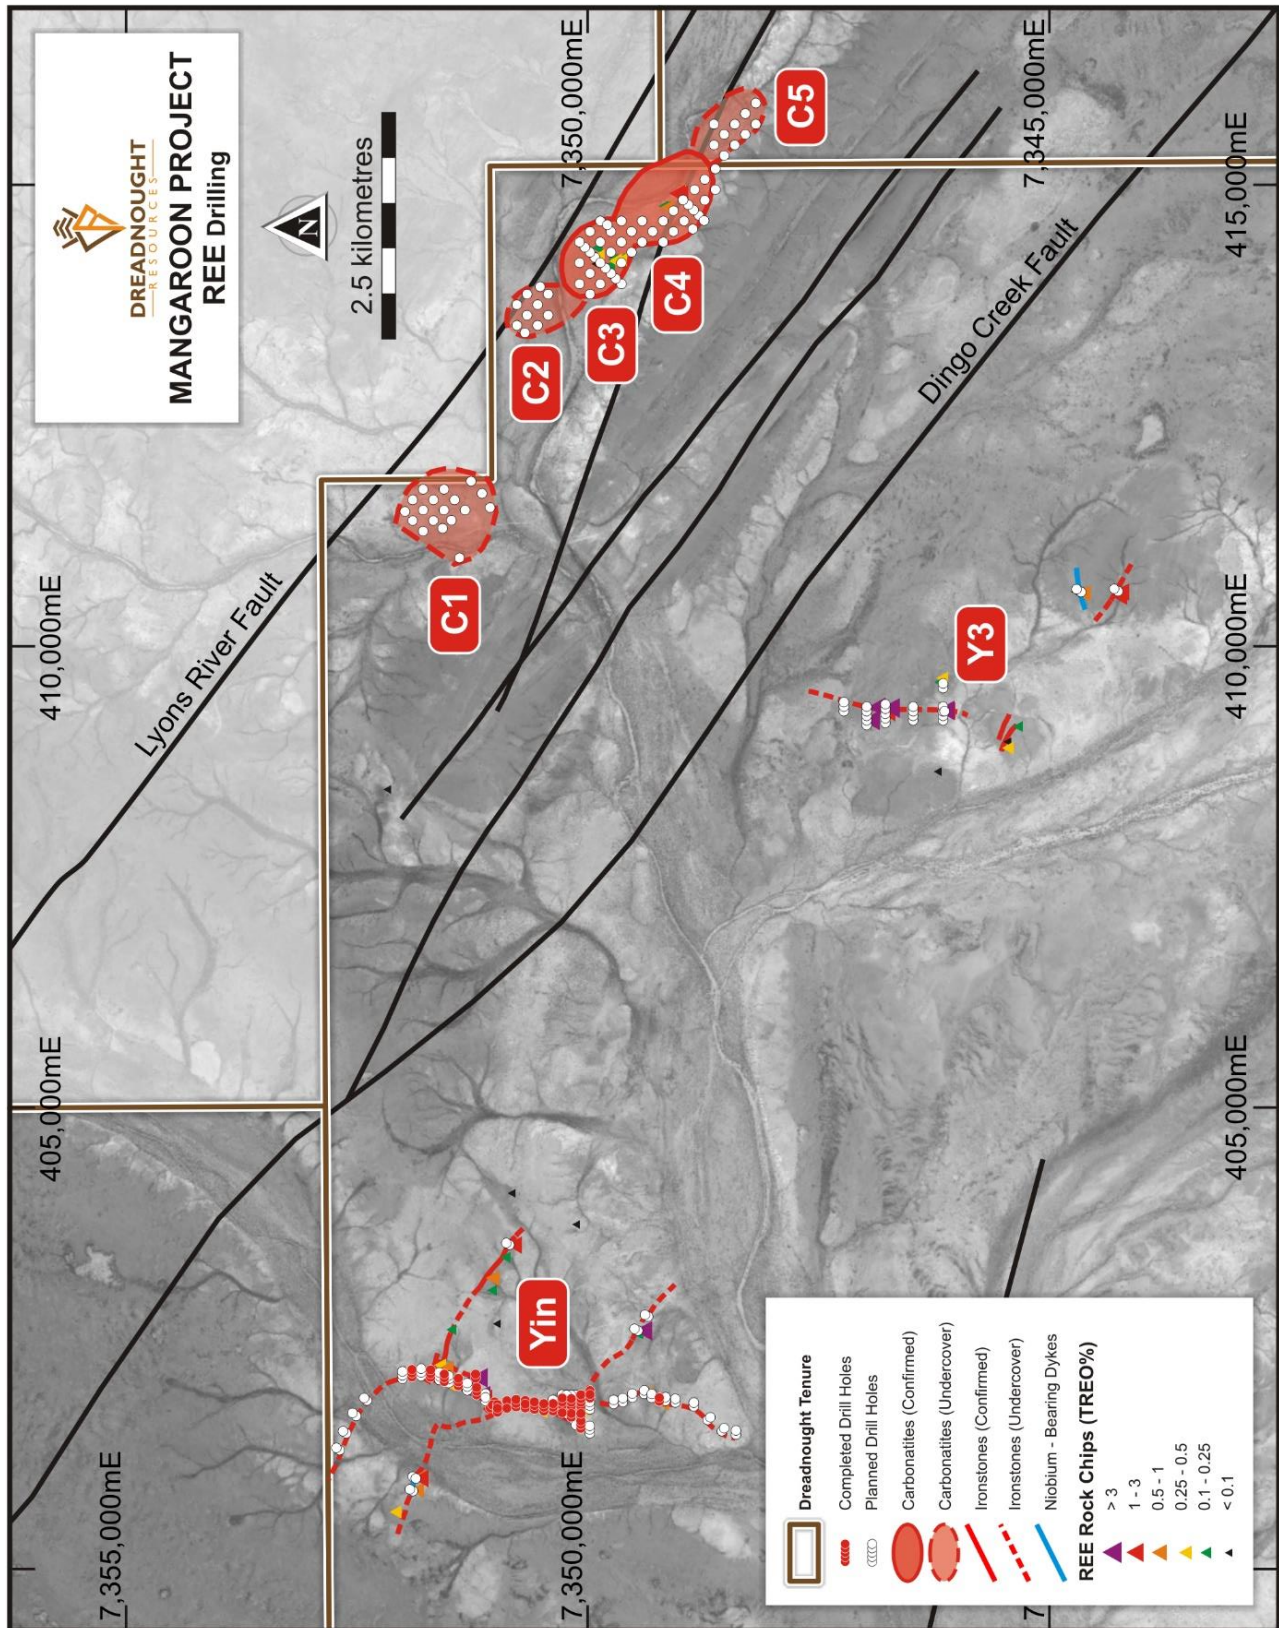 DREADNOUGHT
RESOURCES
MANGAROON PROJECT
REE Drilling
N
2.5 kilometres
405,000mE
410,000mE
7,355,000mE
7,350,000mE
7,350,000mE
7,345,000mE
7
405,000mE
410,000mE
415,000mE
Lyons River Fault
Dingo Creek Fault
C1
C2
C3
C4
C5
Yin
Y3
Dreadnought Tenure
Completed Drill Holes
Planned Drill Holes
Carbonatites (Confirmed)
Carbonatites (Undercover)
Ironstones (Confirmed)
Ironstones (Undercover)
Niobium - Bearing Dykes
REE Rock Chips (TREO%)
> 3
1 - 3
0.5 - 1
0.25 - 0.5
0.1 - 0.25
< 0.1